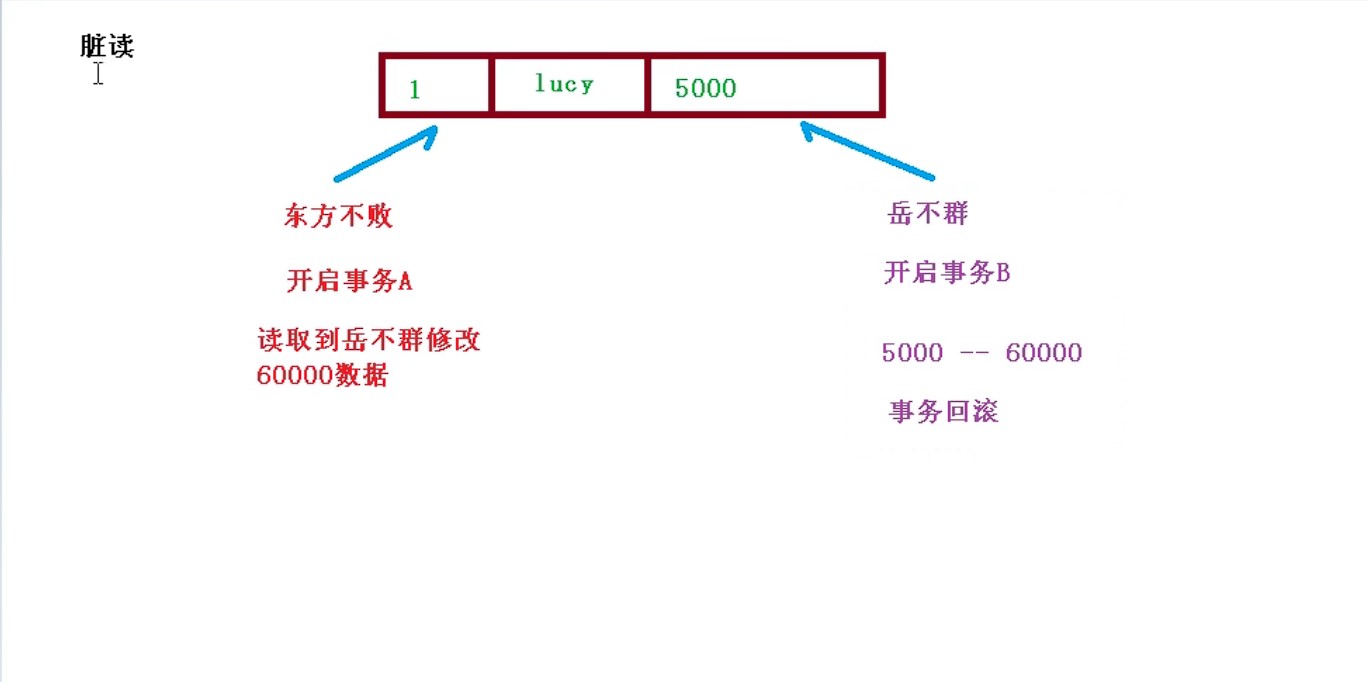 脏读
1 lucy 5000
东方不败
岳不群
开启事务A
开启事务B
读取到岳不群修改
60000数据
5000 -- 60000
事务回滚